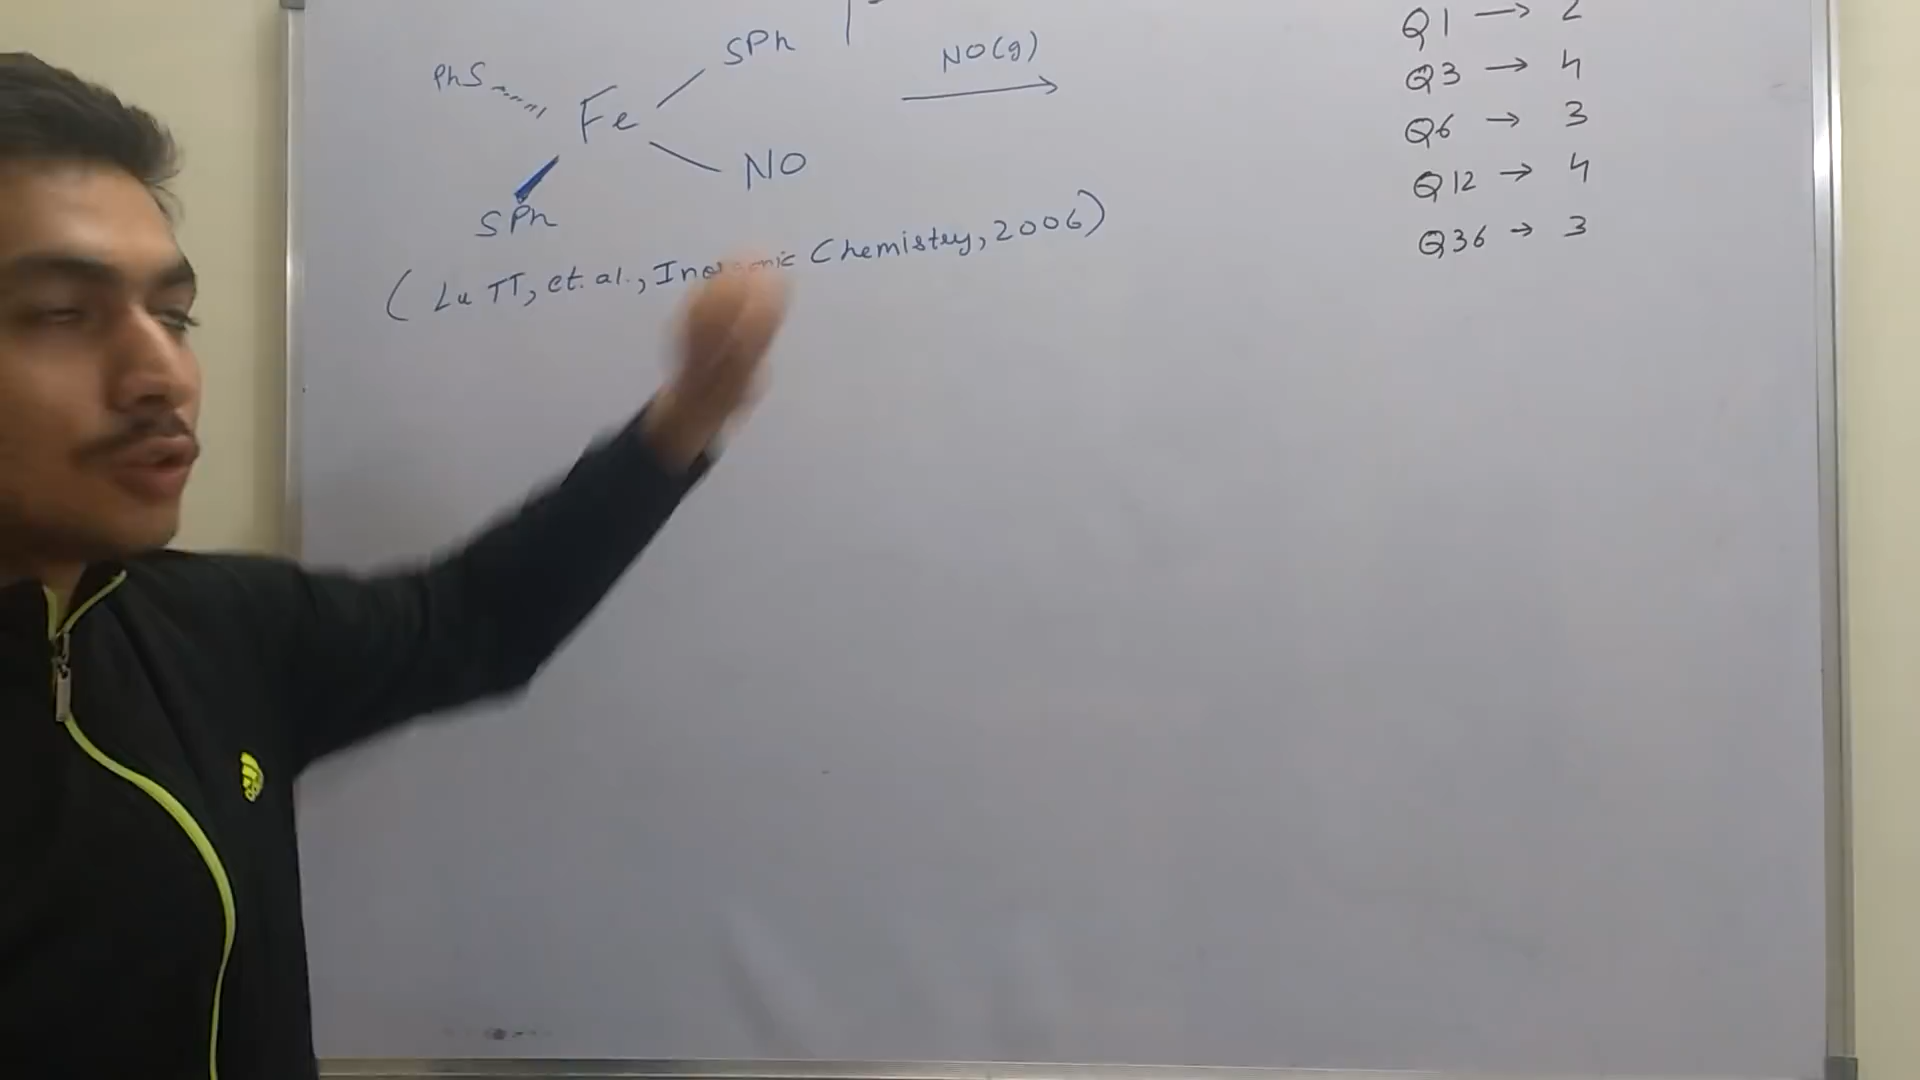 PhS
SPh
Fe
NO
SPh
NO(g)
(Lu TT, et. al., Inorganic Chemistry, 2006)
Q1 → 2
Q3 → 4
Q6 → 3
Q12 → 4
Q36 → 3